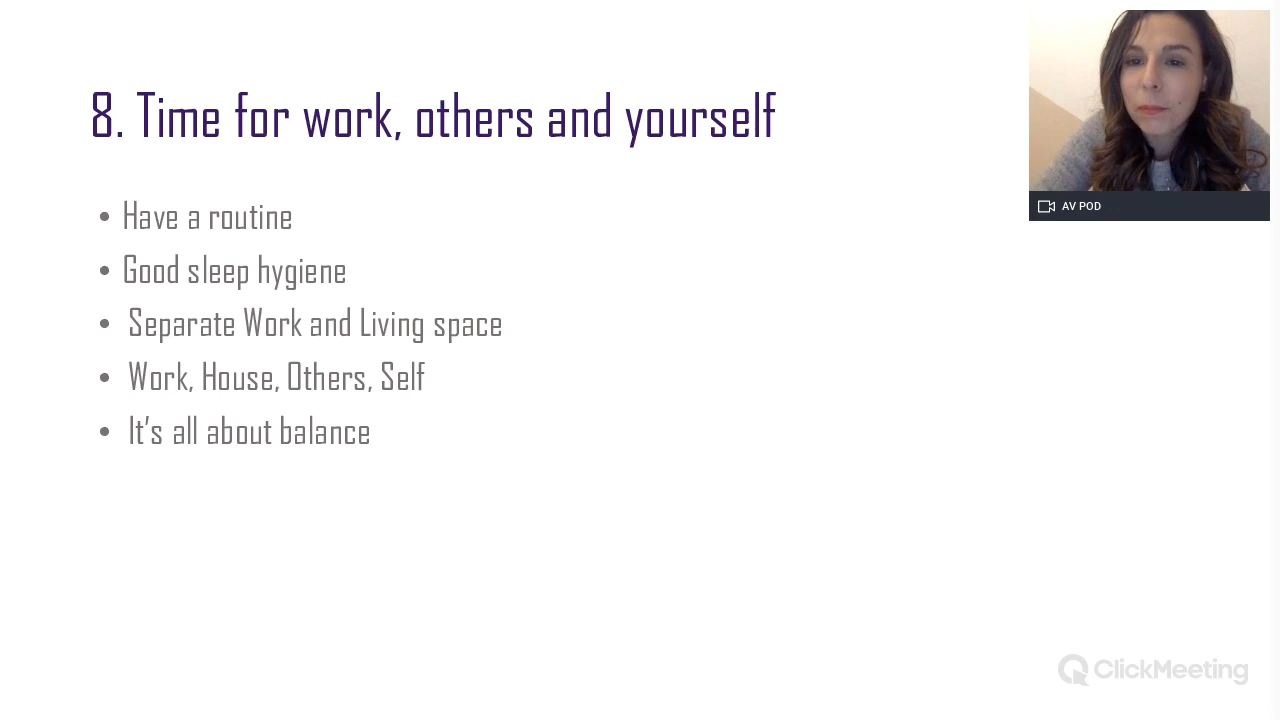 8. Time for work, others and yourself
• Have a routine
• Good sleep hygiene
• Separate Work and Living space
• Work, House, Others, Self
• It’s all about balance
AV POD
ClickMeeting